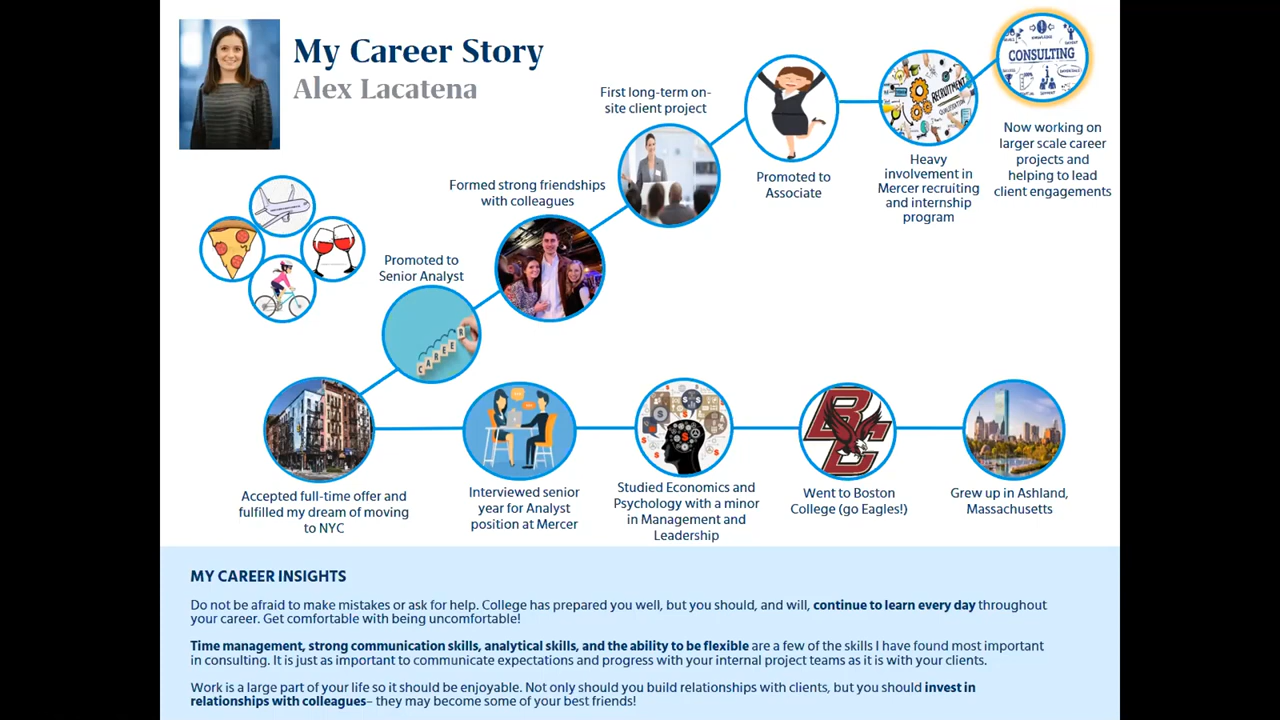 My Career Story
Alex Lacatena
First long-term on-
site client project
Formed strong friendships
with colleagues
Promoted to
Senior Analyst
Promoted to
Associate
Heavy
involvement in
Mercer recruiting
and internship
program
Now working on
larger scale career
projects and
helping to lead
client engagements
CONSULTING
KNOWLEDGE
RECRUITMENT
QUALIFICATION
CAREER
BC
Accepted full-time offer and
fulfilled my dream of moving
to NYC
Interviewed senior
year for Analyst
position at Mercer
Studied Economics and
Psychology with a minor
in Management and
Leadership
Went to Boston
College (go Eagles!)
Grew up in Ashland,
Massachusetts
MY CAREER INSIGHTS
Do not be afraid to make mistakes or ask for help. College has prepared you well, but you should, and will, continue to learn every day throughout
your career. Get comfortable with being uncomfortable!
Time management, strong communication skills, analytical skills, and the ability to be flexible are a few of the skills I have found most important
in consulting. It is just as important to communicate expectations and progress with your internal project teams as it is with your clients.
Work is a large part of your life so it should be enjoyable. Not only should you build relationships with clients, but you should invest in
relationships with colleagues– they may become some of your best friends!